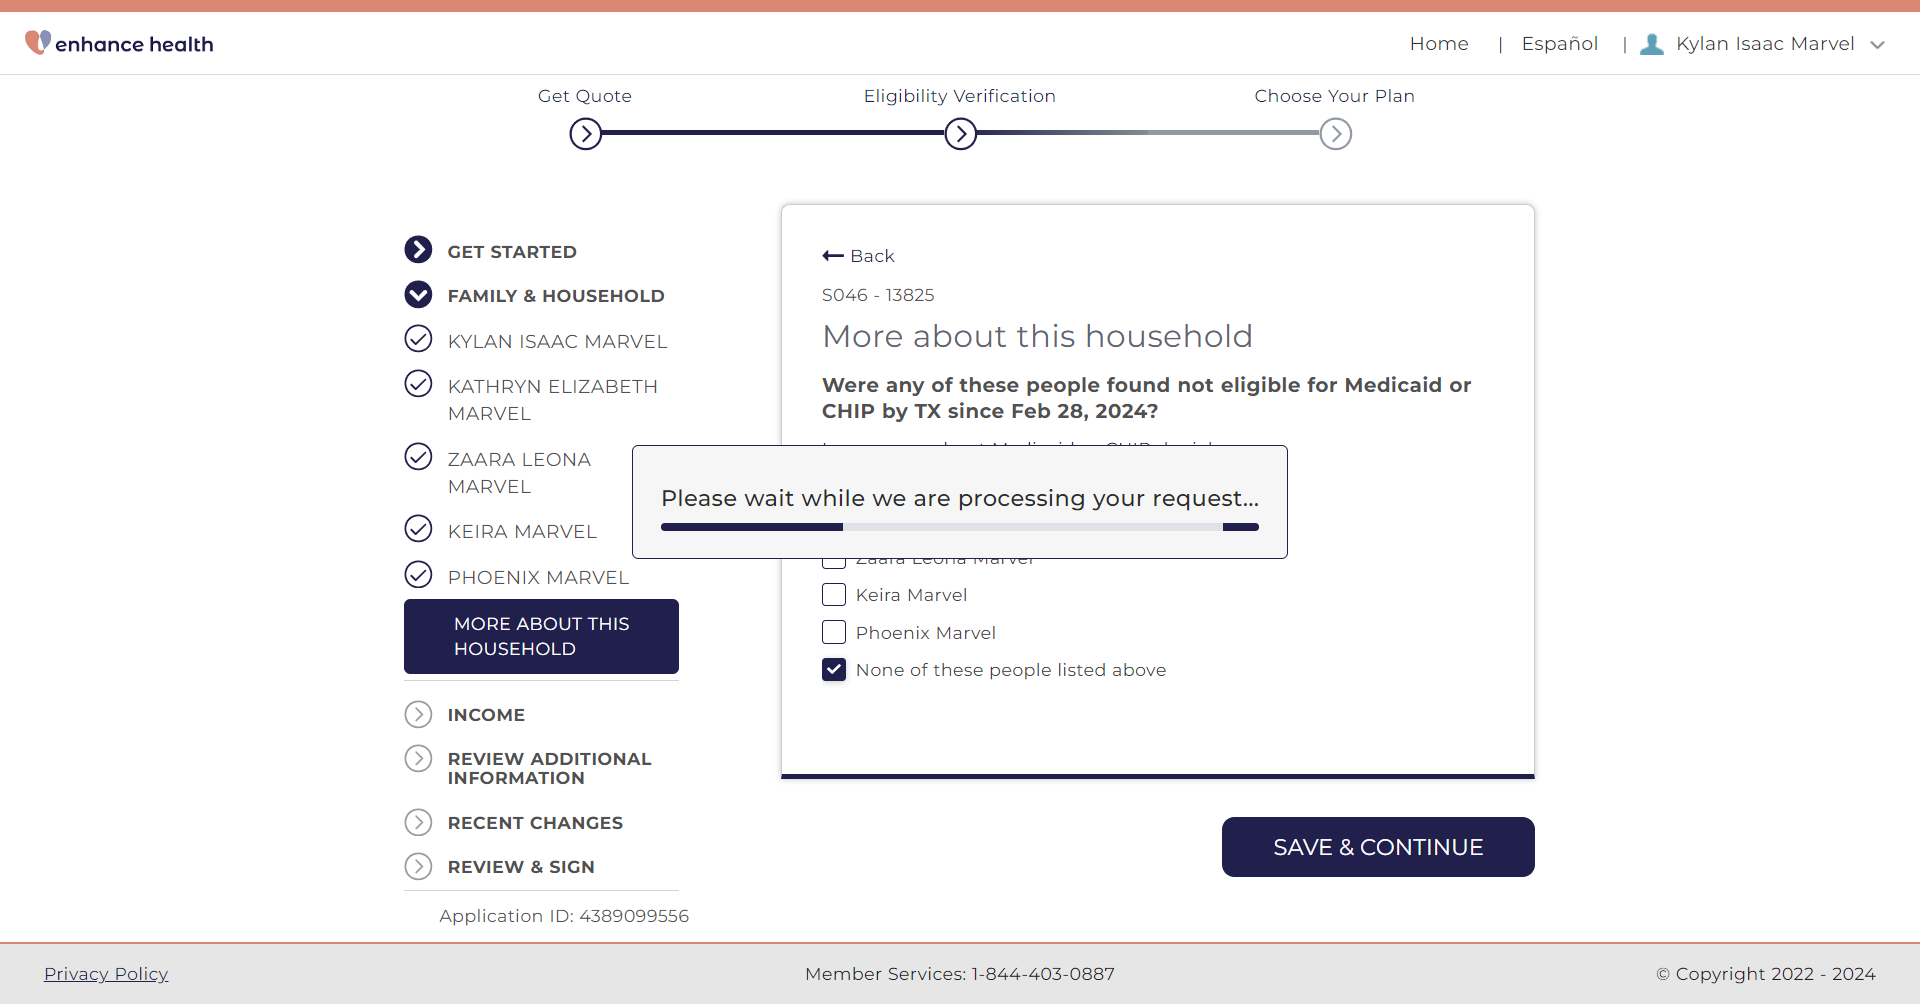 enhance health
Home | Español | Kylan Isaac Marvel
Get Quote
Eligibility Verification
Choose Your Plan
GET STARTED
FAMILY & HOUSEHOLD
KYLAN ISAAC MARVEL
KATHRYN ELIZABETH
MARVEL
ZAARA LEONA
MARVEL
KEIRA MARVEL
PHOENIX MARVEL
MORE ABOUT THIS
HOUSEHOLD
INCOME
REVIEW ADDITIONAL
INFORMATION
RECENT CHANGES
REVIEW & SIGN
Application ID: 4389099556
Back
S046 - 13825
More about this household
Were any of these people found not eligible for Medicaid or
CHIP by TX since Feb 28, 2024?
Please wait while we are processing your request...
Zaara Leona Marvel
Keira Marvel
Phoenix Marvel
None of these people listed above
SAVE & CONTINUE
Privacy Policy
Member Services: 1-844-403-0887
© Copyright 2022 - 2024